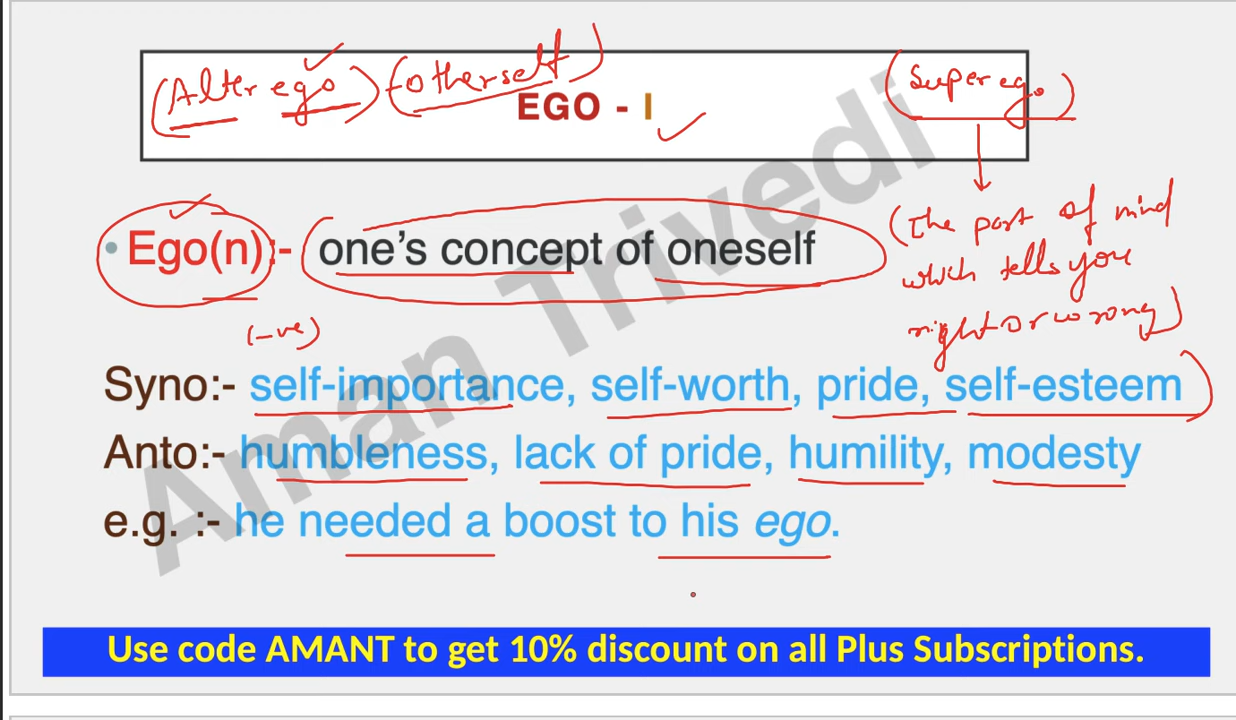 (Alter ego) (otherself)
(Super ego)
EGO - I
• Ego(n):- one’s concept of oneself
(The part of mind
which tells you
right or wrong)
(-ve)
Syno:- self-importance, self-worth, pride, self-esteem)
Anto:- humbleness, lack of pride, humility, modesty
e.g. :- he needed a boost to his ego.
Aman Trivedi
Use code AMANT to get 10% discount on all Plus Subscriptions.